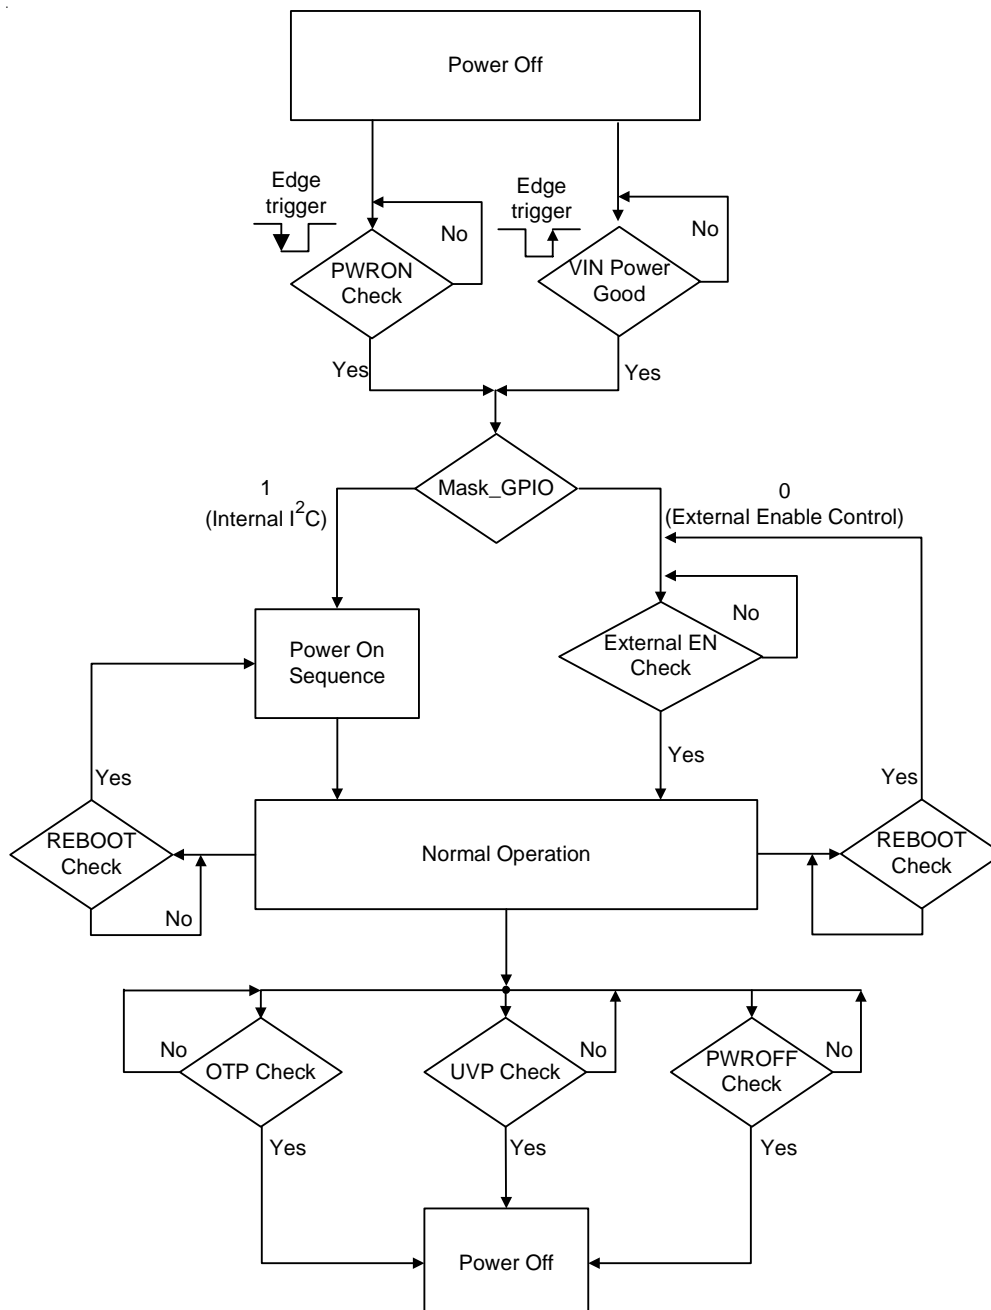 Power Off
Edge
trigger
No
PWRON
Check
Edge
trigger
No
VIN Power
Good
Yes
Yes
Mask_GPIO
1
(Internal I²C)
0
(External Enable Control)
Power On
Sequence
No
External EN
Check
Yes
Yes
REBOOT
Check
No
Normal Operation
Yes
REBOOT
Check
No
OTP Check
Yes
No
UVP Check
Yes
No
PWROFF
Check
Yes
Power Off